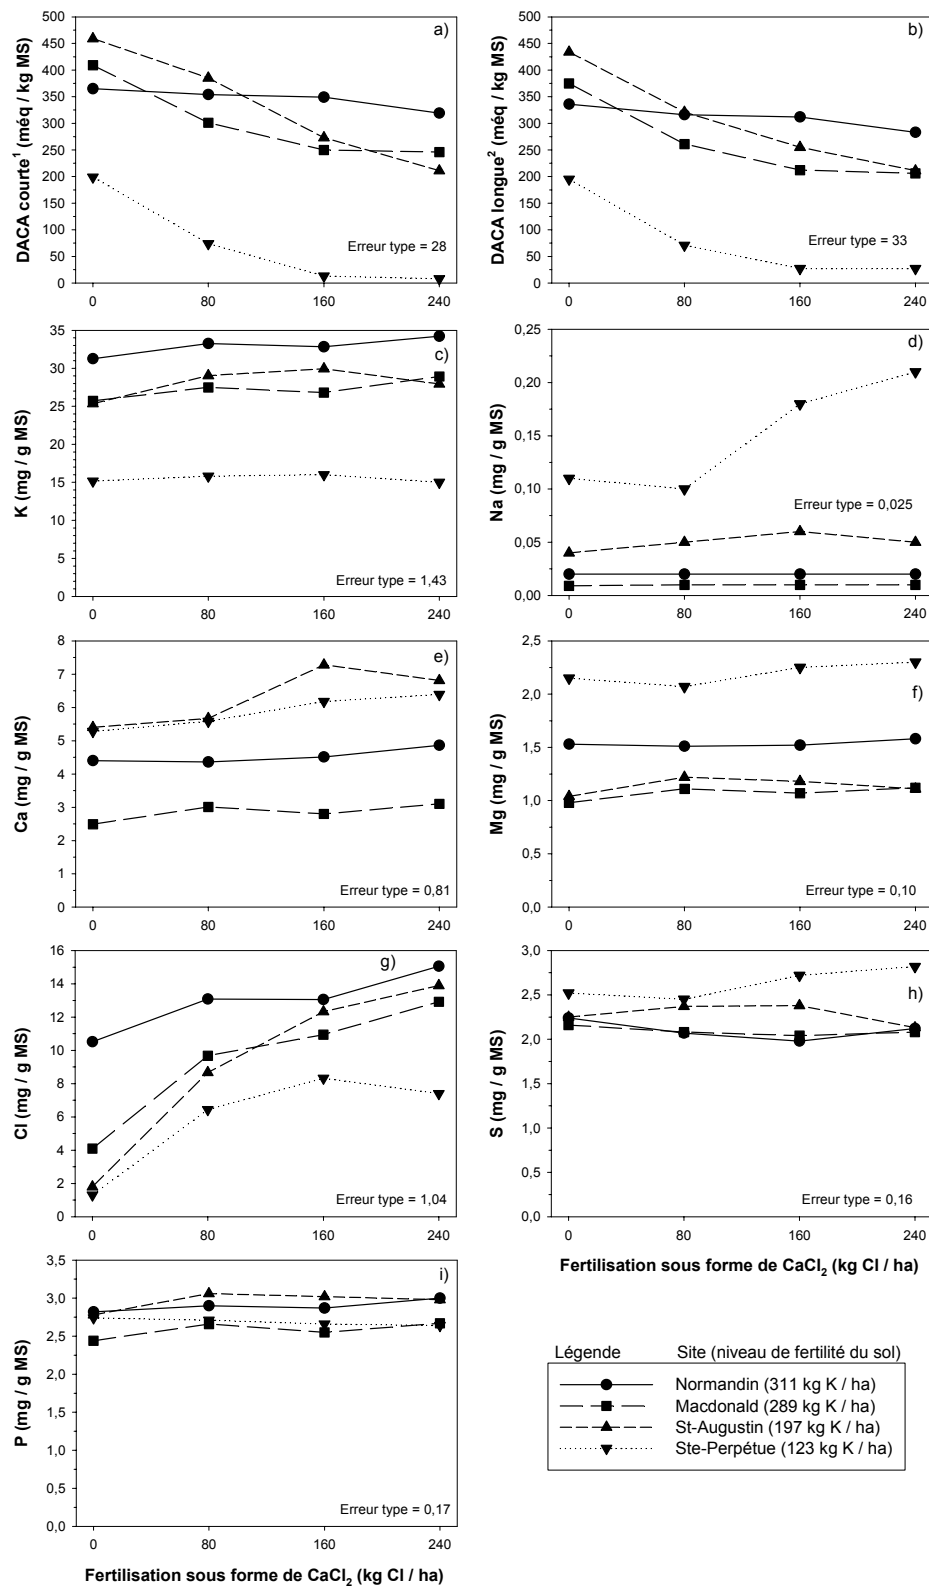 a)
DACA courte¹ (méq / kg MS)
500
450
400
350
300
250
200
150
100
50
0
Erreur type = 28
0 80 160 240
b)
DACA longue² (méq / kg MS)
500
450
400
350
300
250
200
150
100
50
0
Erreur type = 33
0 80 160 240
c)
K (mg / g MS)
35
30
25
20
15
10
5
0
Erreur type = 1,43
0 80 160 240
d)
Na (mg / g MS)
0,25
0,20
0,15
0,10
0,05
0,00
Erreur type = 0,025
0 80 160 240
e)
Ca (mg / g MS)
8
7
6
5
4
3
2
1
0
Erreur type = 0,81
0 80 160 240
f)
Mg (mg / g MS)
2,5
2,0
1,5
1,0
0,5
0,0
Erreur type = 0,10
0 80 160 240
g)
Cl (mg / g MS)
16
14
12
10
8
6
4
2
0
Erreur type = 1,04
0 80 160 240
h)
S (mg / g MS)
3,0
2,5
2,0
1,5
1,0
0,5
0,0
Erreur type = 0,16
0 80 160 240
Fertilisation sous forme de CaCl₂ (kg Cl / ha)
i)
P (mg / g MS)
3,5
3,0
2,5
2,0
1,5
1,0
0,5
0,0
Erreur type = 0,17
0 80 160 240
Fertilisation sous forme de CaCl₂ (kg Cl / ha)
Légende Site (niveau de fertilité du sol)
Normandin (311 kg K / ha)
Macdonald (289 kg K / ha)
St-Augustin (197 kg K / ha)
Ste-Perpétue (123 kg K / ha)